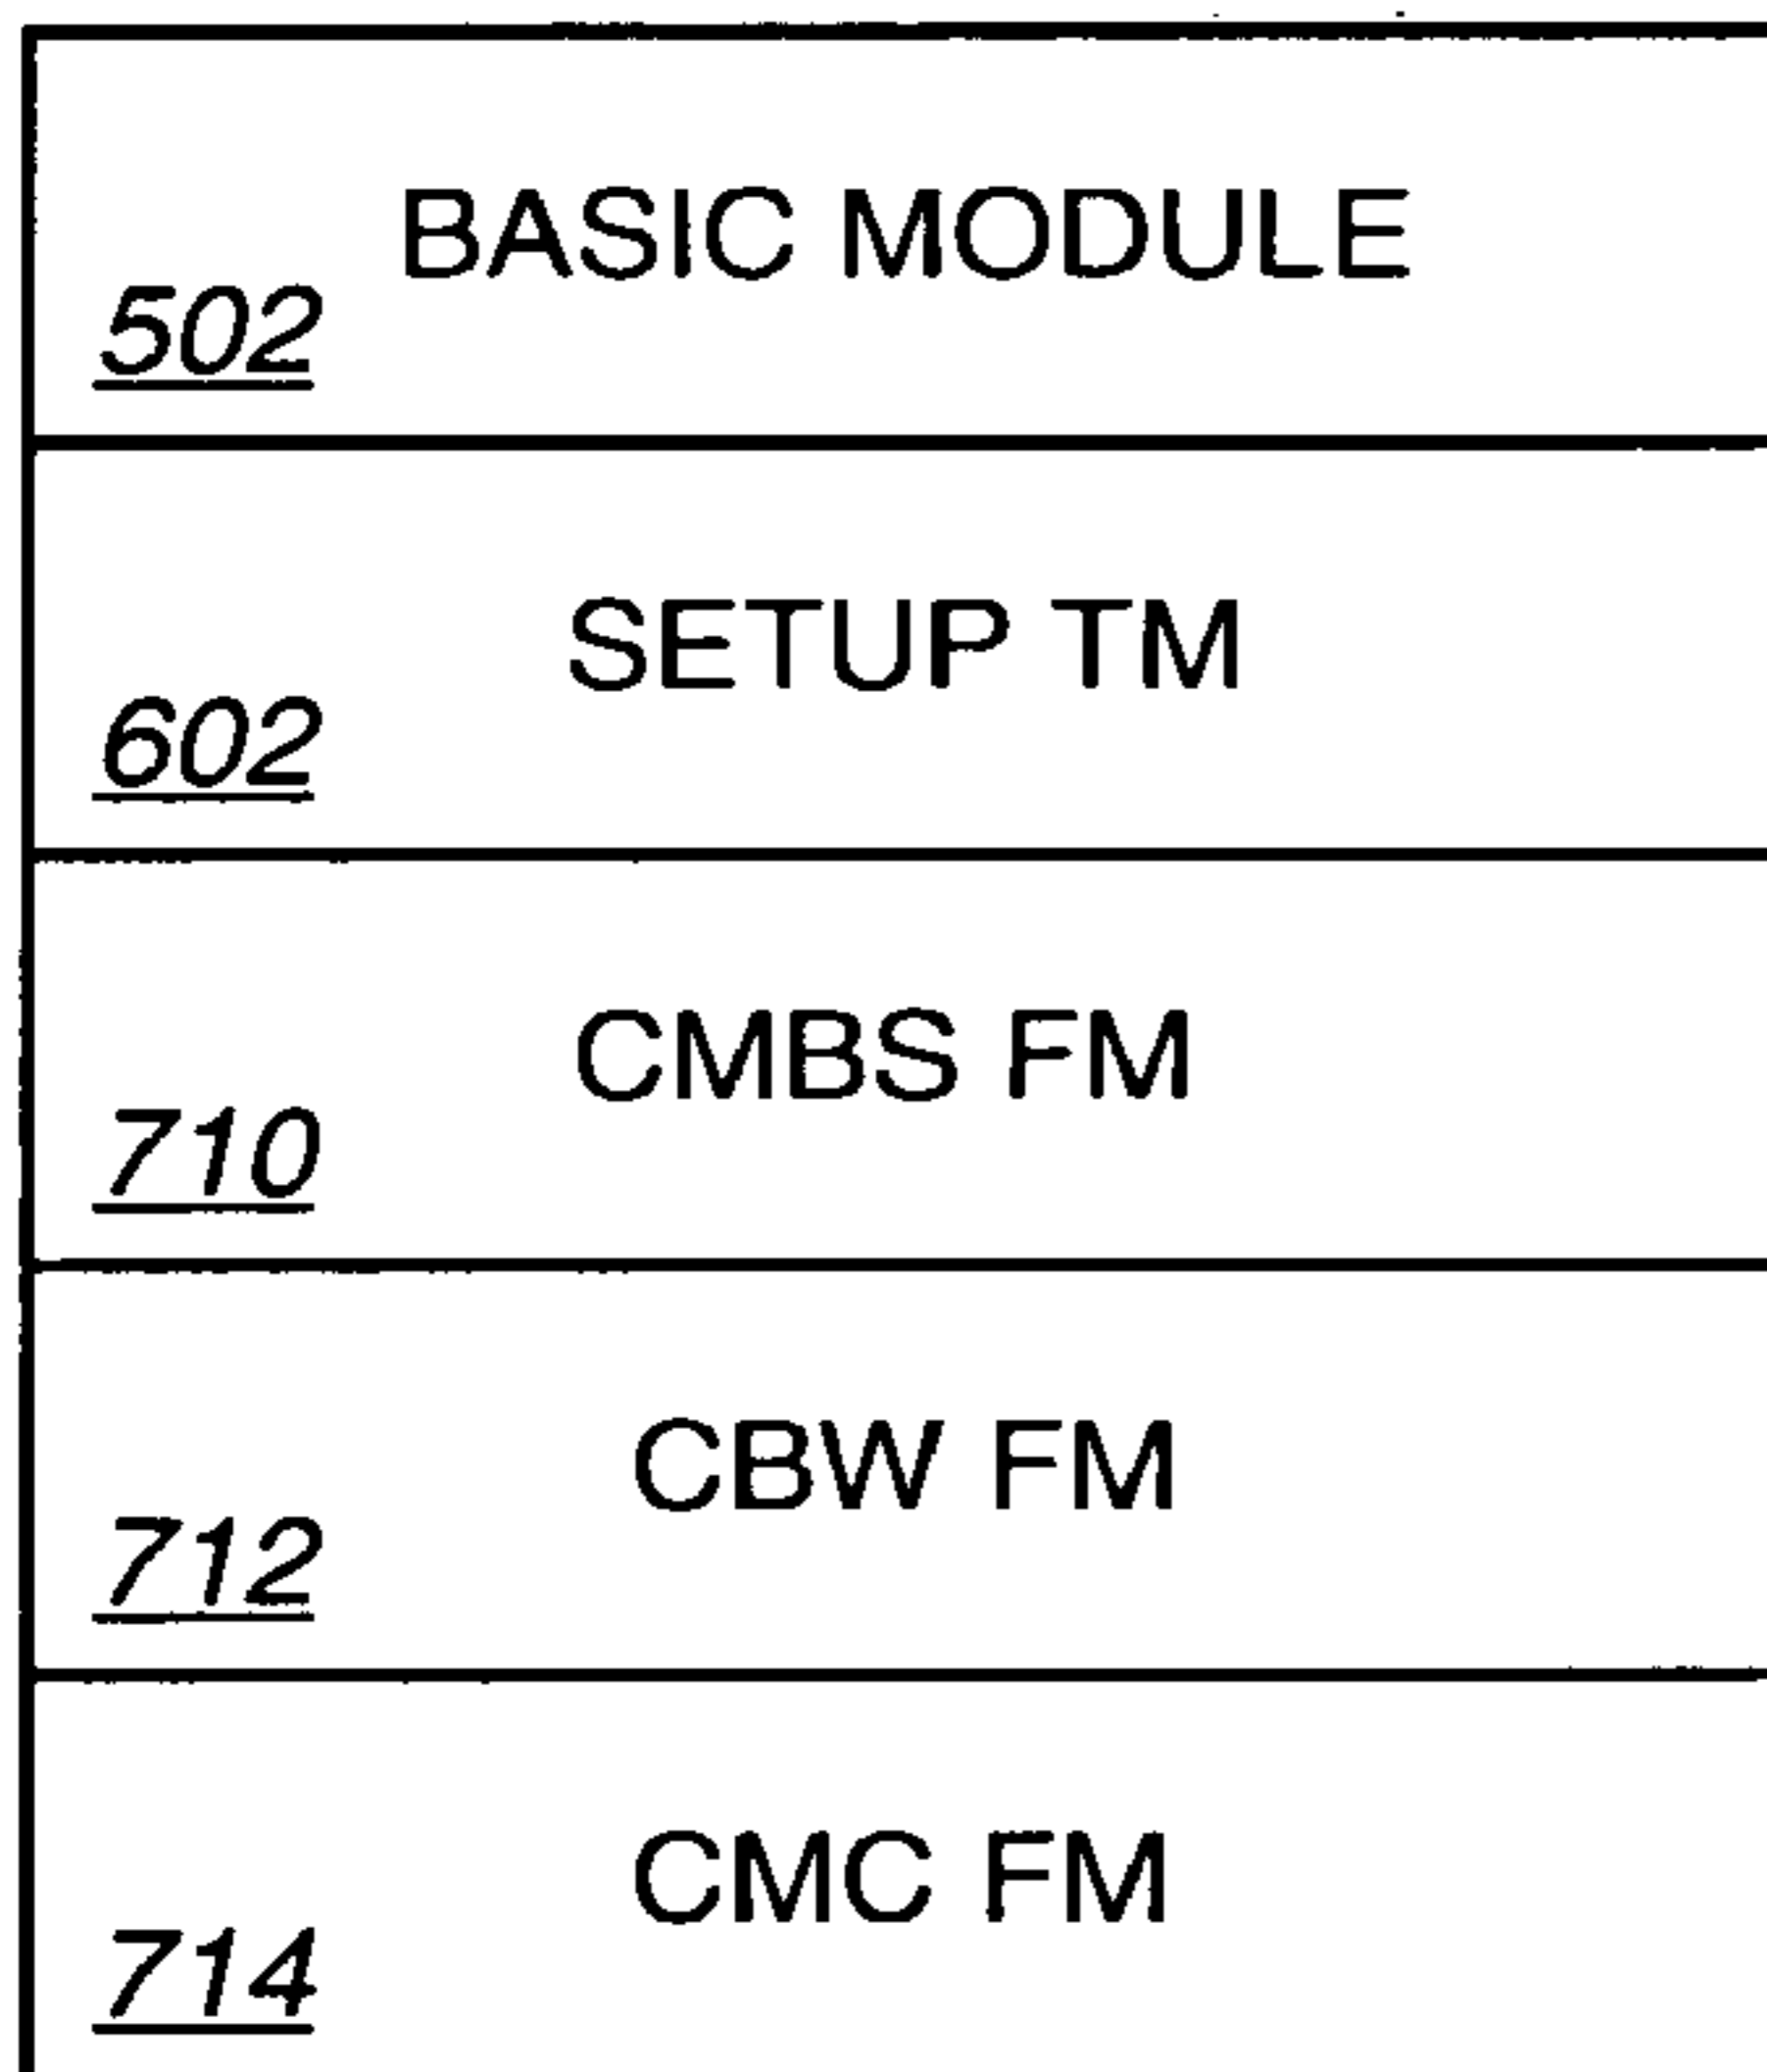 BASIC MODULE
502
SETUP TM
602
CMBS FM
710
CBW FM
712
CMC FM
714